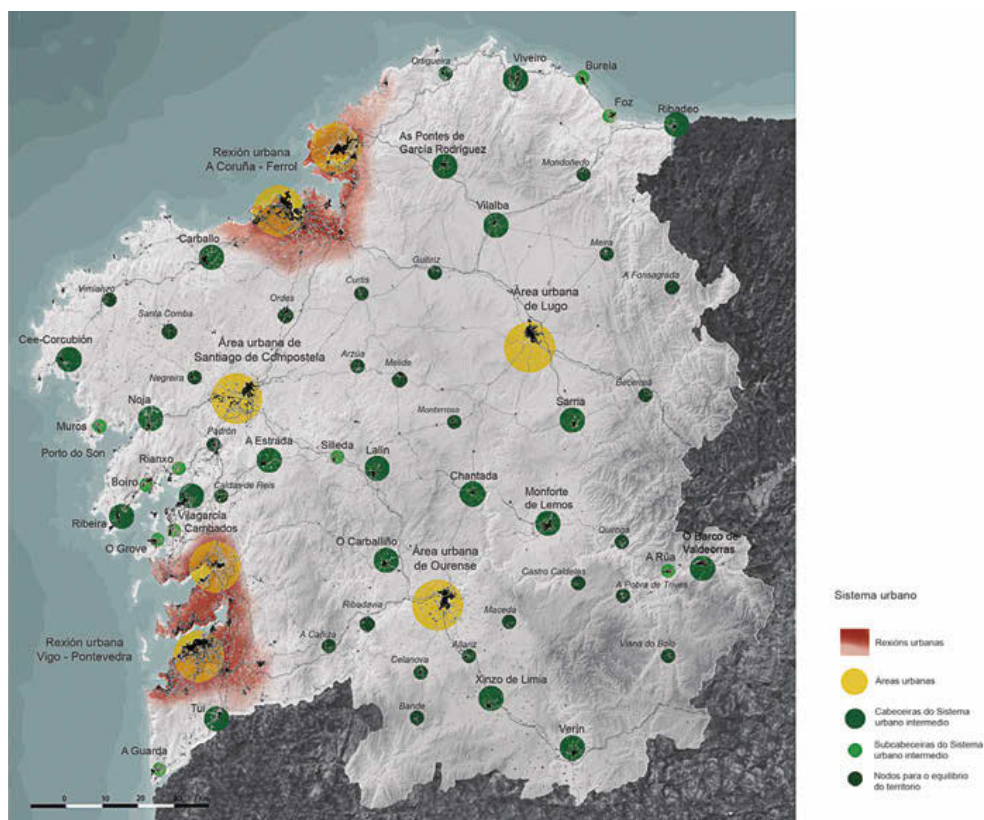 Ortigueira
Viveiro
Burela
Foz
Ribadeo
Rexión urbana
A Coruña - Ferrol
As Pontes de
García Rodríguez
Mondoñedo
Vilalba
Carballo
Meira
Guitiriz
A Fonsagrada
Curtis
Vimianzo
Ordes
Santa Comba
Área urbana
de Lugo
Cee-Corcubión
Área urbana de
Santiago de Compostela
Arzúa
Melide
Negreira
Becerreá
Noia
Sarria
Muros
Monterroso
Padrón
Porto do Son
A Estrada
Silleda
Lalín
Rianxo
Boiro
Caldas de Reis
Chantada
Monforte
de Lemos
Ribeira
Vilagarcía
Cambados
O Grove
Quiroga
O Barco de
Valdeorras
O Carballiño
Área urbana
de Ourense
A Rúa
Castro Caldelas
A Pobra de Trives
Ribadavia
Maceda
Rexión urbana
Vigo - Pontevedra
A Cañiza
Allariz
Viana do Bolo
Celanova
Xinzo de Limia
Tui
Bande
Verín
A Guarda
0 10 20 30
Sistema urbano
Rexións urbanas
Áreas urbanas
Cabeceiras do Sistema
urbano intermedio
Subcabeceiras do Sistema
urbano intermedio
Nodos para o equilibrio
do territorio